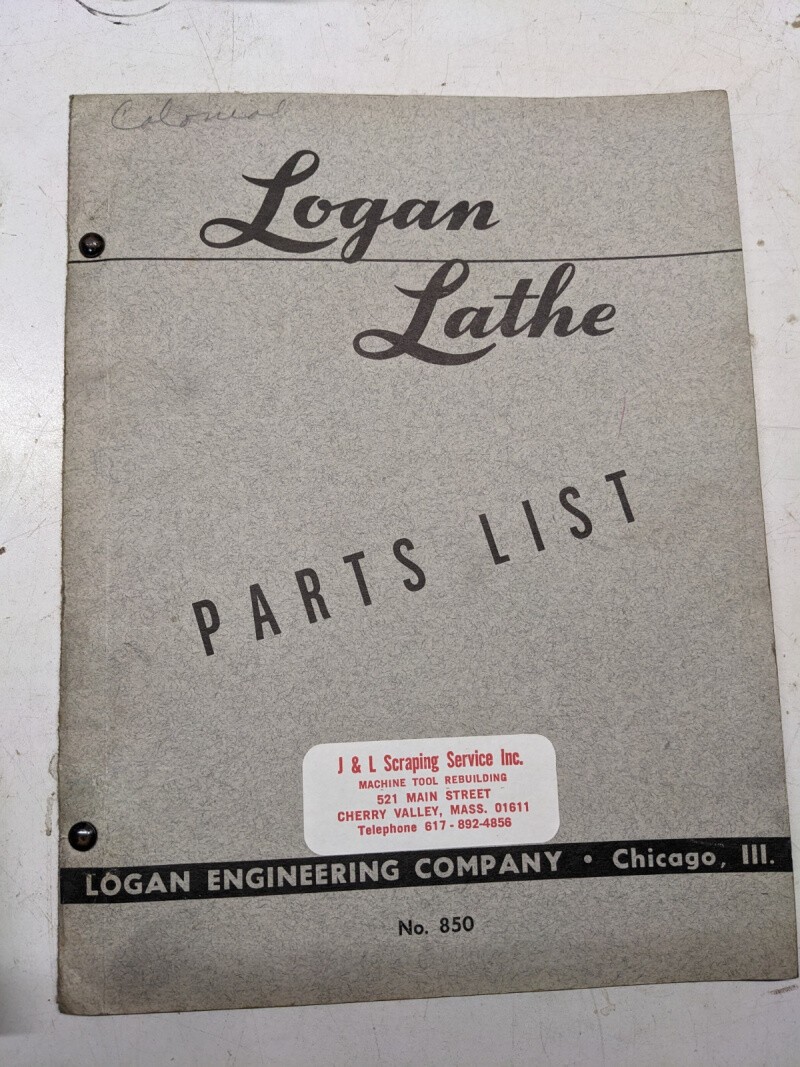 Colonial
Logan
Lathe
PARTS LIST
J & L Scraping Service Inc.
MACHINE TOOL REBUILDING
521 MAIN STREET
CHERRY VALLEY, MASS. 01611
Telephone 617-892-4856
LOGAN ENGINEERING COMPANY • Chicago, Ill.
No. 850